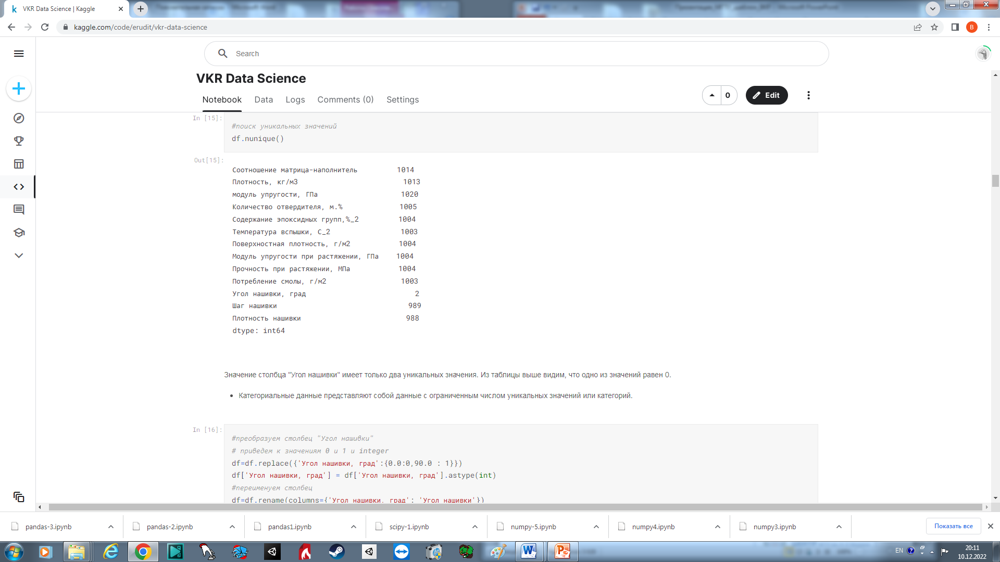 VKR Data Science | Kaggle
kaggle.com/code/erudit/vkr-data-science
B
Search
VKR Data Science
Notebook Data Logs Comments (0) Settings
0
Edit
In [15]:
#поиск уникальных значений
df.nunique()
Out[15]:
Соотношение матрица-наполнитель 1014
Плотность, кг/м3 1013
модуль упругости, ГПа 1020
Количество отвердителя, м.% 1005
Содержание эпоксидных групп,%_2 1004
Температура вспышки, С_2 1003
Поверхностная плотность, г/м2 1004
Модуль упругости при растяжении, ГПа 1004
Прочность при растяжении, МПа 1004
Потребление смолы, г/м2 1003
Угол нашивки, град 2
Шаг нашивки 989
Плотность нашивки 988
dtype: int64
Значение столбца "Угол нашивки" имеет только два уникальных значения. Из таблицы выше видим, что одно из значений равен 0.
Категориальные данные представляют собой данные с ограниченным числом уникальных значений или категорий.
In [16]:
#преобразуем столбец "Угол нашивки"
# приведем к значениям 0 и 1 и integer
df=df.replace({'Угол нашивки, град':{0.0:0,90.0 : 1}})
df['Угол нашивки, град'] = df['Угол нашивки, град'].astype(int)
#переименуем столбец
df=df.rename(columns={'Угол нашивки, град': 'Угол нашивки'})
pandas-3.ipynb
pandas-2.ipynb
pandas1.ipynb
scipy-1.ipynb
numpy-5.ipynb
numpy4.ipynb
numpy3.ipynb
Показать все
EN
20:11
10.12.2022